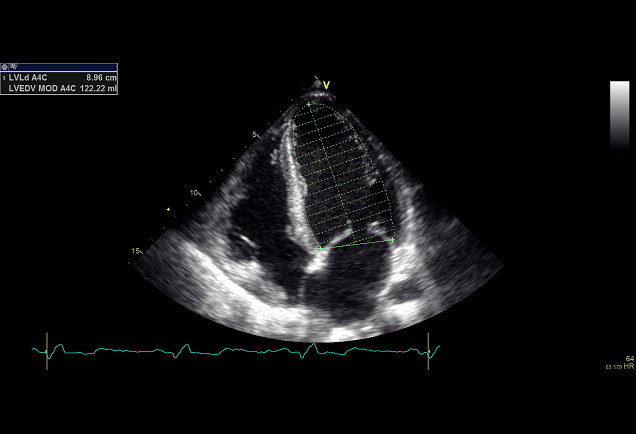 1 LVLd A4C 8.96 cm
LVEDV MOD A4C 122.22 ml
V
5
10
15
64
HR